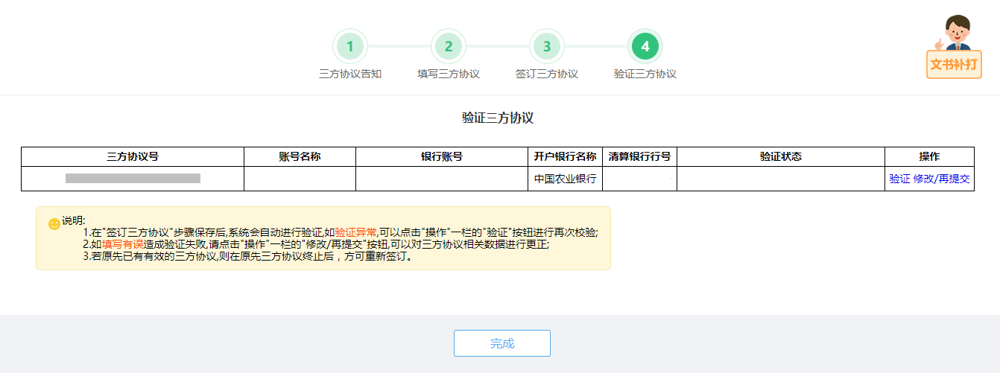 1 2 3 4
三方协议告知 填写三方协议 签订三方协议 验证三方协议
文书补打
验证三方协议
三方协议号 账号名称 银行账号 开户银行名称 清算银行行号 验证状态 操作
中国农业银行 验证 修改/再提交
说明:
1.在"签订三方协议"步骤保存后,系统会自动进行验证,如验证异常,可以点击"操作"一栏的"验证"按钮进行再次校验;
2.如填写有误造成验证失败,请点击"操作"一栏的"修改/再提交"按钮,可以对三方协议相关数据进行更正;
3.若原先已有有效的三方协议,则在原先三方协议终止后，方可重新签订。
完成